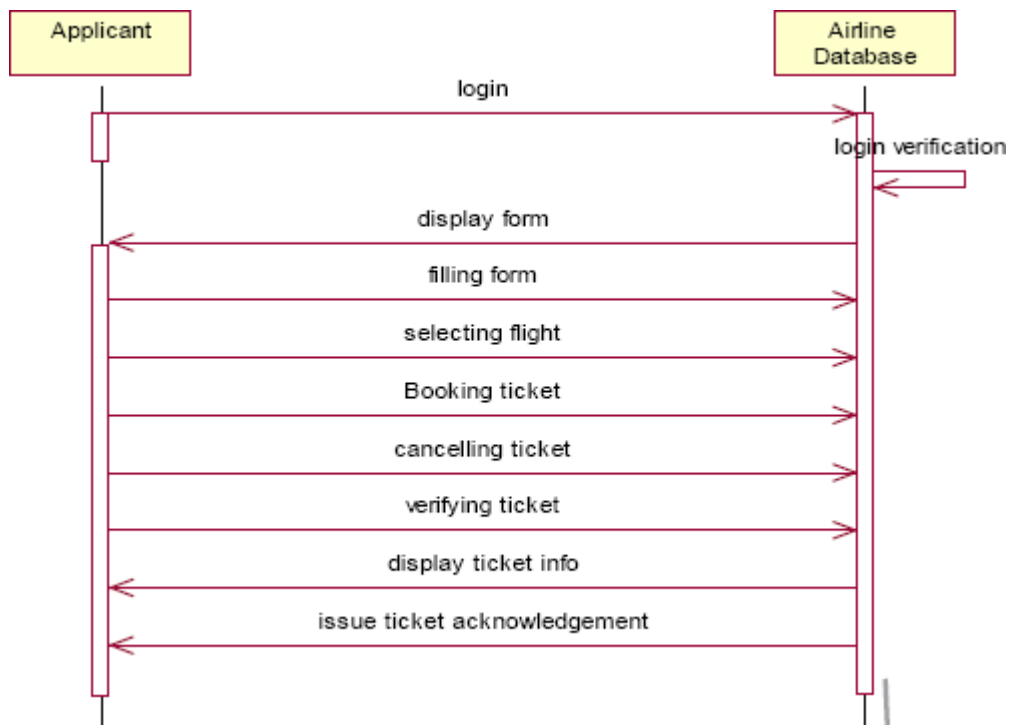 Applicant
Airline
Database
login
login verification
display form
filling form
selecting flight
Booking ticket
cancelling ticket
verifying ticket
display ticket info
issue ticket acknowledgement